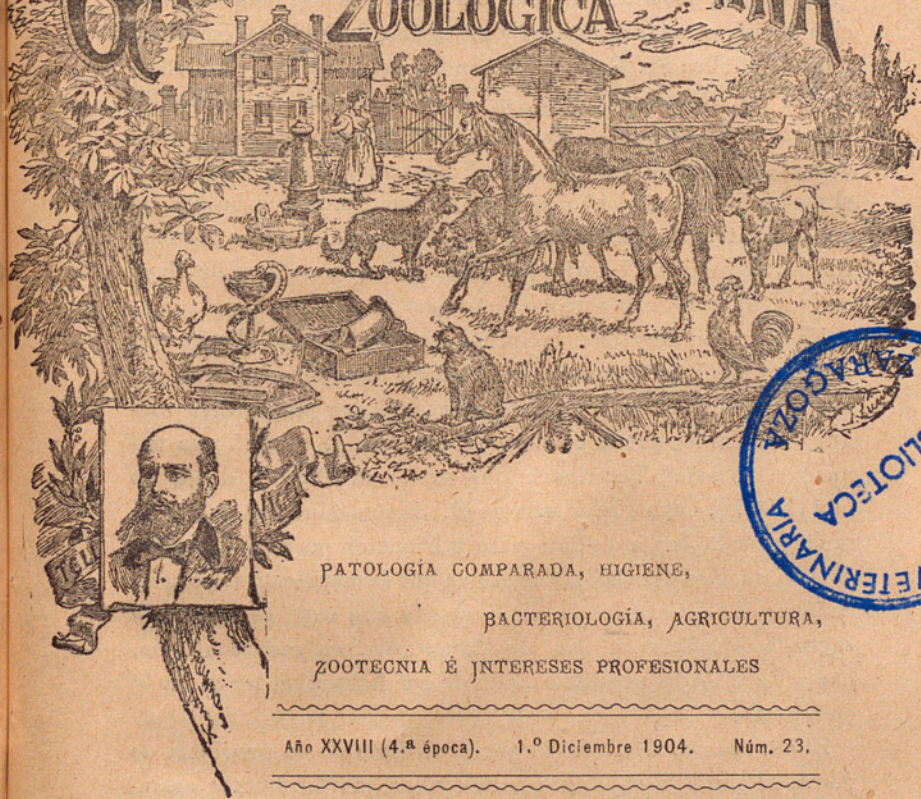 ZOOLÓGICA
PATOLOGÍA COMPARADA, HIGIENE,
BACTERIOLOGÍA, AGRICULTURA,
ZOOTECNIA É INTERESES PROFESIONALES
Año XXVIII (4.ª época). 1.º Diciembre 1904. Núm. 23.
VETERINARIA
ZARAGOZA
BLIOTECA